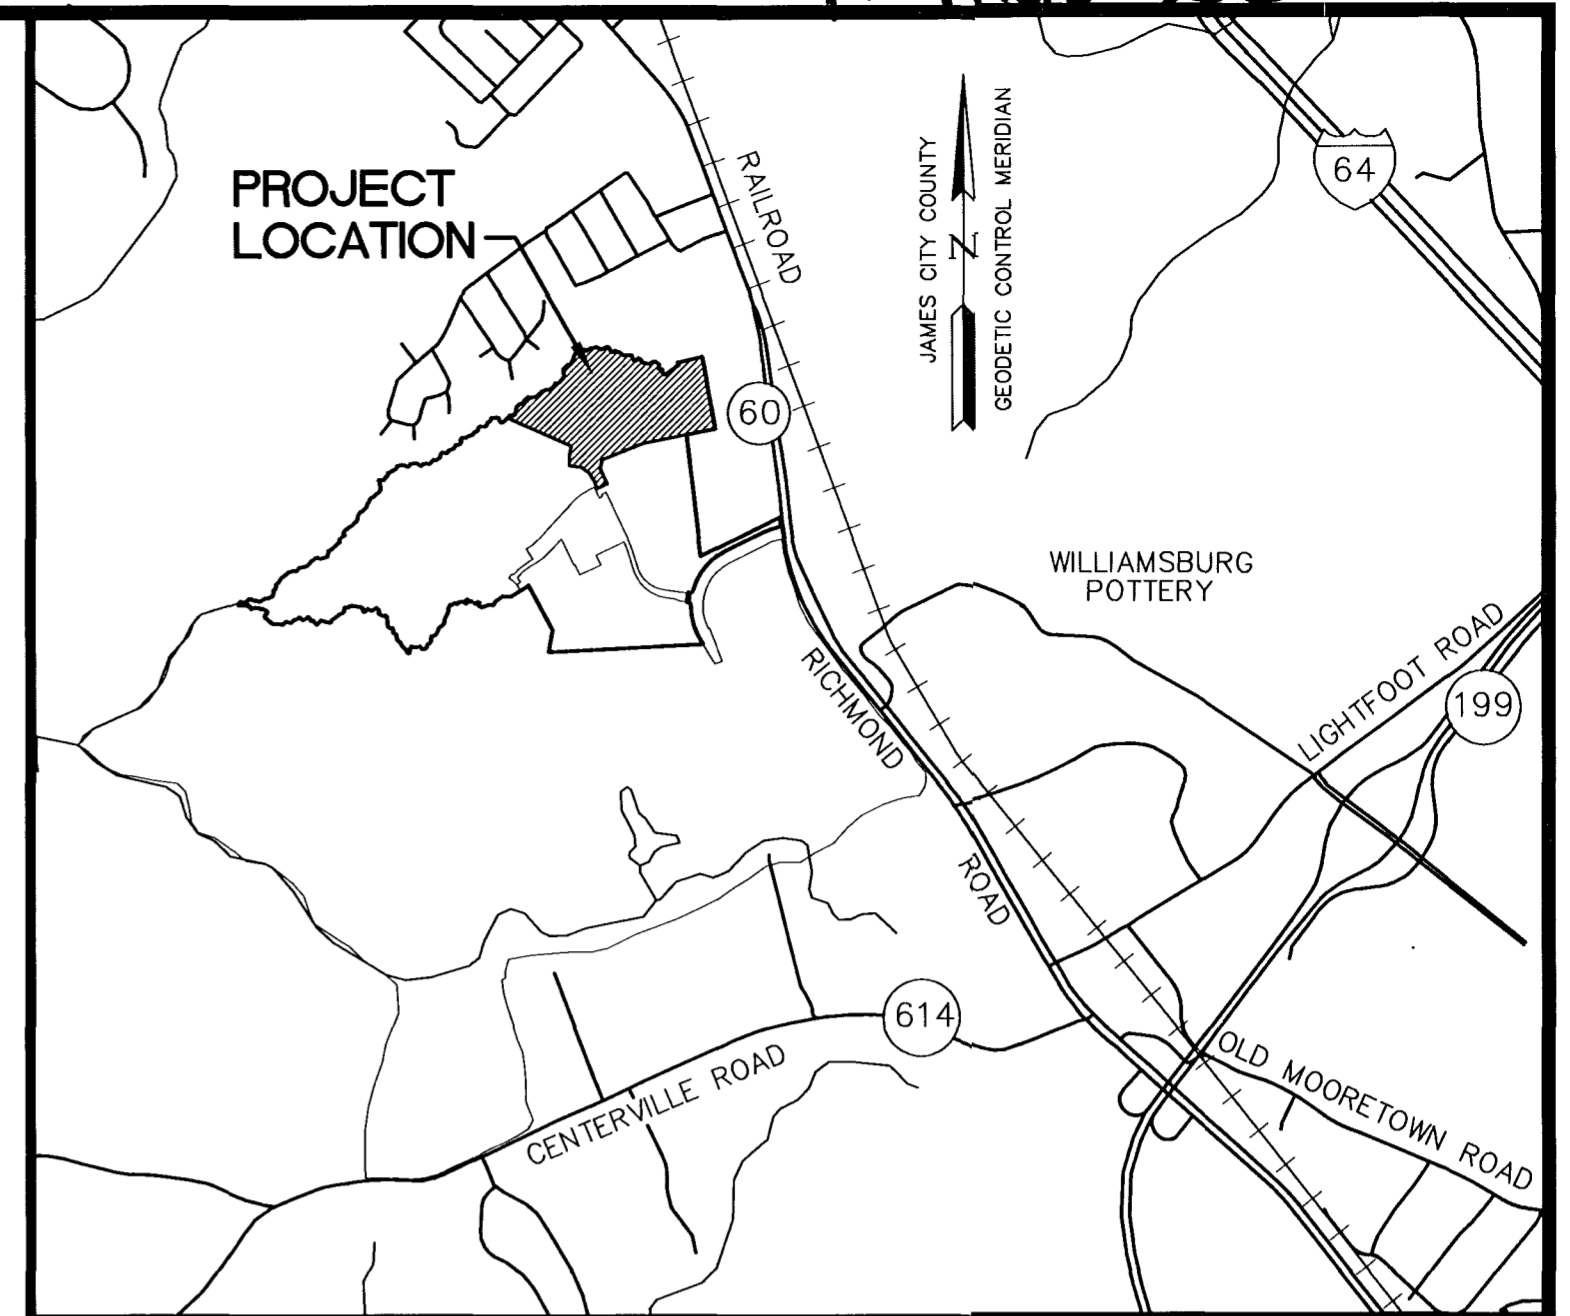 PROJECT
LOCATION
RAILROAD
JAMES CITY COUNTY
N
GEODETIC CONTROL MERIDIAN
64
60
WILLIAMSBURG
POTTERY
LIGHTFOOT ROAD
199
RICHMOND
ROAD
614
CENTERVILLE ROAD
OLD MOORETOWN ROAD